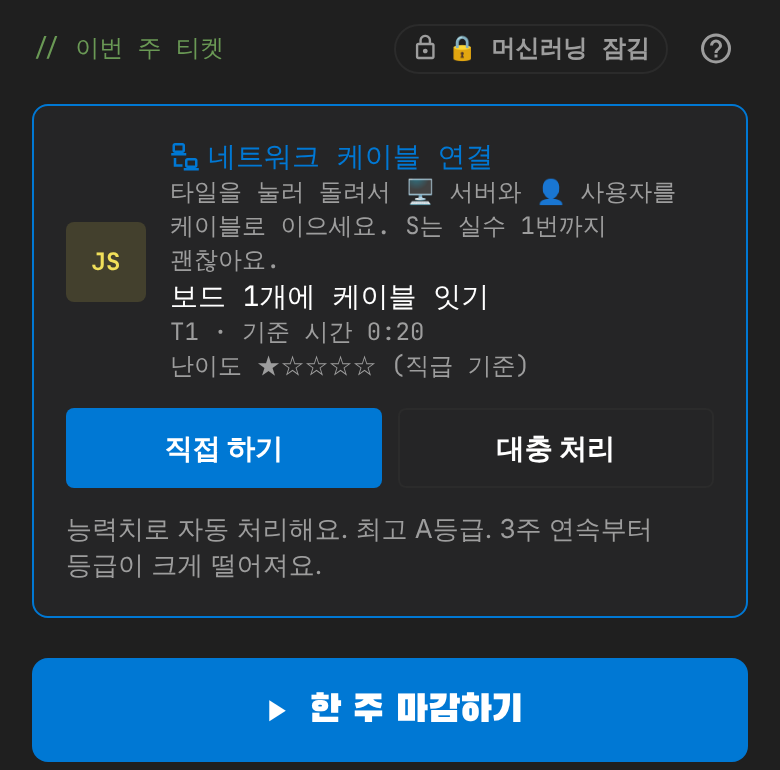 // 이번 주 티켓
🔒 머신러닝 잠김
네트워크 케이블 연결
타일을 눌러 돌려서 🖥️ 서버와 👤 사용자를
케이블로 이으세요. S는 실수 1번까지
괜찮아요.
JS
보드 1개에 케이블 잇기
T1 · 기준 시간 0:20
난이도 ★☆☆☆☆ (직급 기준)
직접 하기
대충 처리
능력치로 자동 처리해요. 최고 A등급. 3주 연속부터
등급이 크게 떨어져요.
▶ 한 주 마감하기